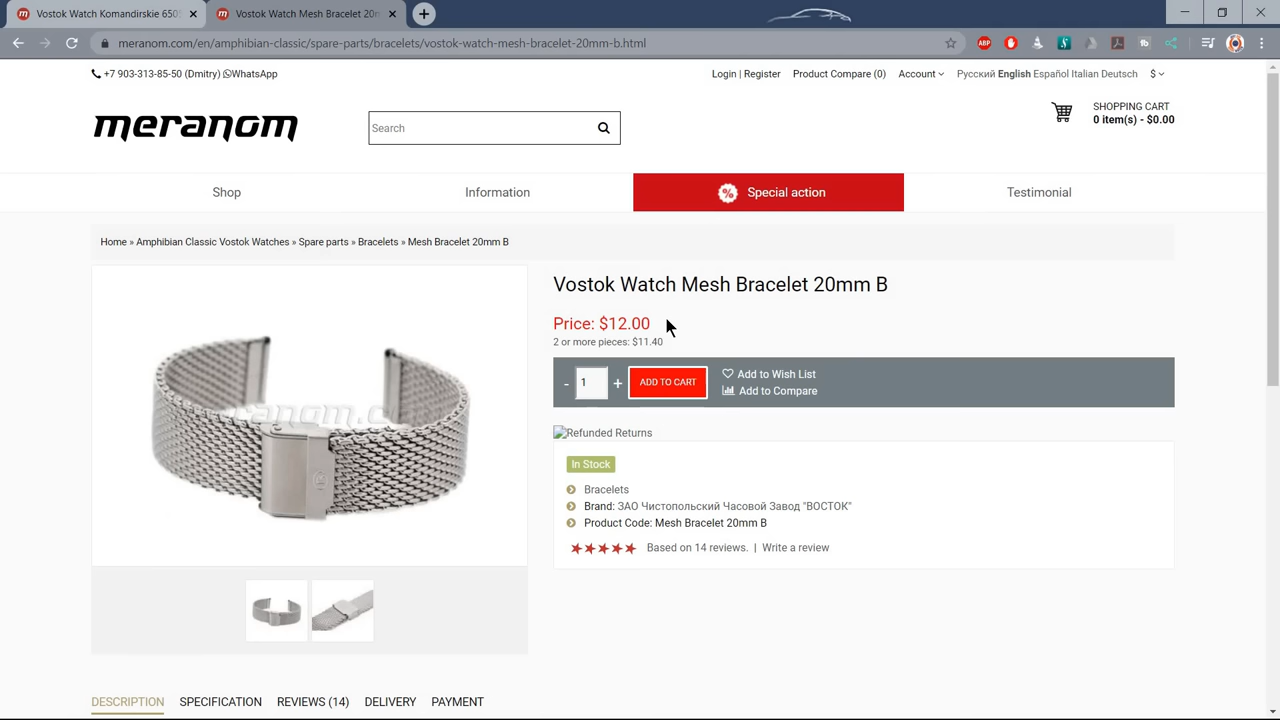 Vostok Watch Komandirskie 650
Vostok Watch Mesh Bracelet 20m
meranom.com/en/amphibian-classic/spare-parts/bracelets/vostok-watch-mesh-bracelet-20mm-b.html
ABP
+7 903-313-85-50 (Dmitry) WhatsApp
Login | Register Product Compare (0) Account Русский English Español Italian Deutsch $
meranom
Search
SHOPPING CART
0 item(s) - $0.00
Shop Information % Special action Testimonial
Home » Amphibian Classic Vostok Watches » Spare parts » Bracelets » Mesh Bracelet 20mm B
Vostok Watch Mesh Bracelet 20mm B
Price: $12.00
2 or more pieces: $11.40
- 1 + ADD TO CART
Add to Wish List
Add to Compare
Refunded Returns
In Stock
Bracelets
Brand: ЗАО Чистопольский Часовой Завод "ВОСТОК"
Product Code: Mesh Bracelet 20mm B
Based on 14 reviews. | Write a review
DESCRIPTION SPECIFICATION REVIEWS (14) DELIVERY PAYMENT